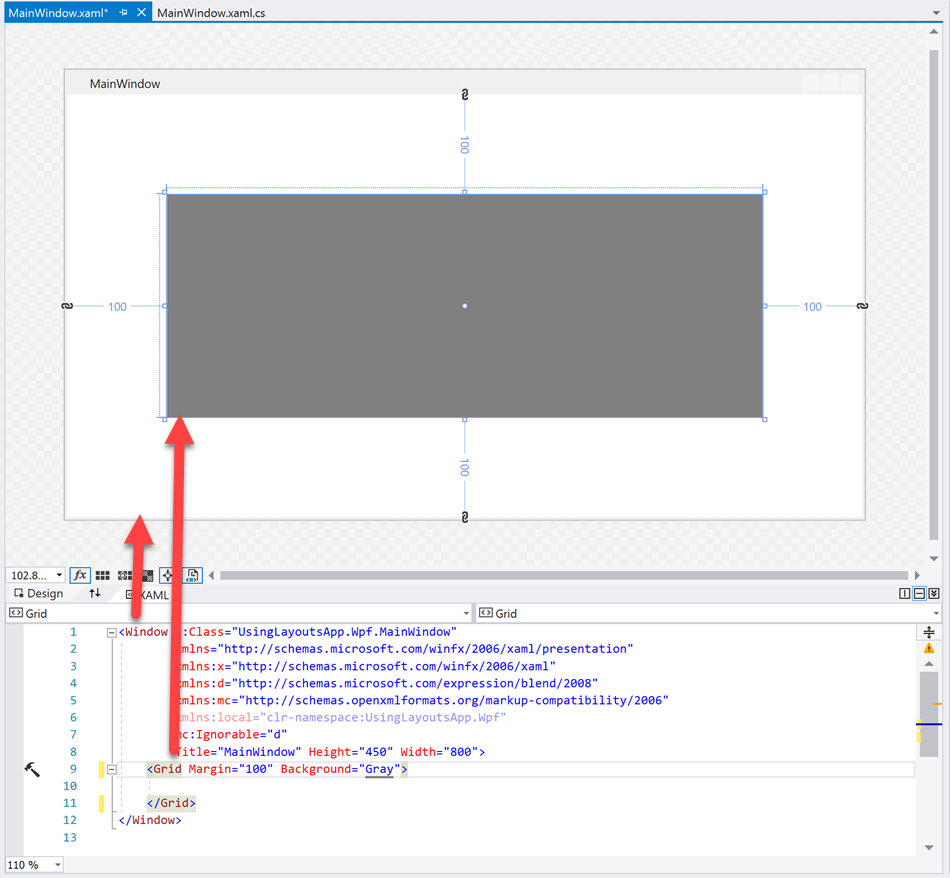 MainWindow.xaml* MainWindow.xaml.cs
MainWindow
100
100 100
100
102.8... fx
Design XAML
Grid Grid
1 <Window :Class="UsingLayoutsApp.Wpf.MainWindow"
2 mlns="http://schemas.microsoft.com/winfx/2006/xaml/presentation"
3 mlns:x="http://schemas.microsoft.com/winfx/2006/xaml"
4 mlns:d="http://schemas.microsoft.com/expression/blend/2008"
5 mlns:mc="http://schemas.openxmlformats.org/markup-compatibility/2006"
6 xmlns:local="clr-namespace:UsingLayoutsApp.Wpf"
7 mc:Ignorable="d"
8 Title="MainWindow" Height="450" Width="800">
9 <Grid Margin="100" Background="Gray">
10
11 </Grid>
12 </Window>
13
110 %